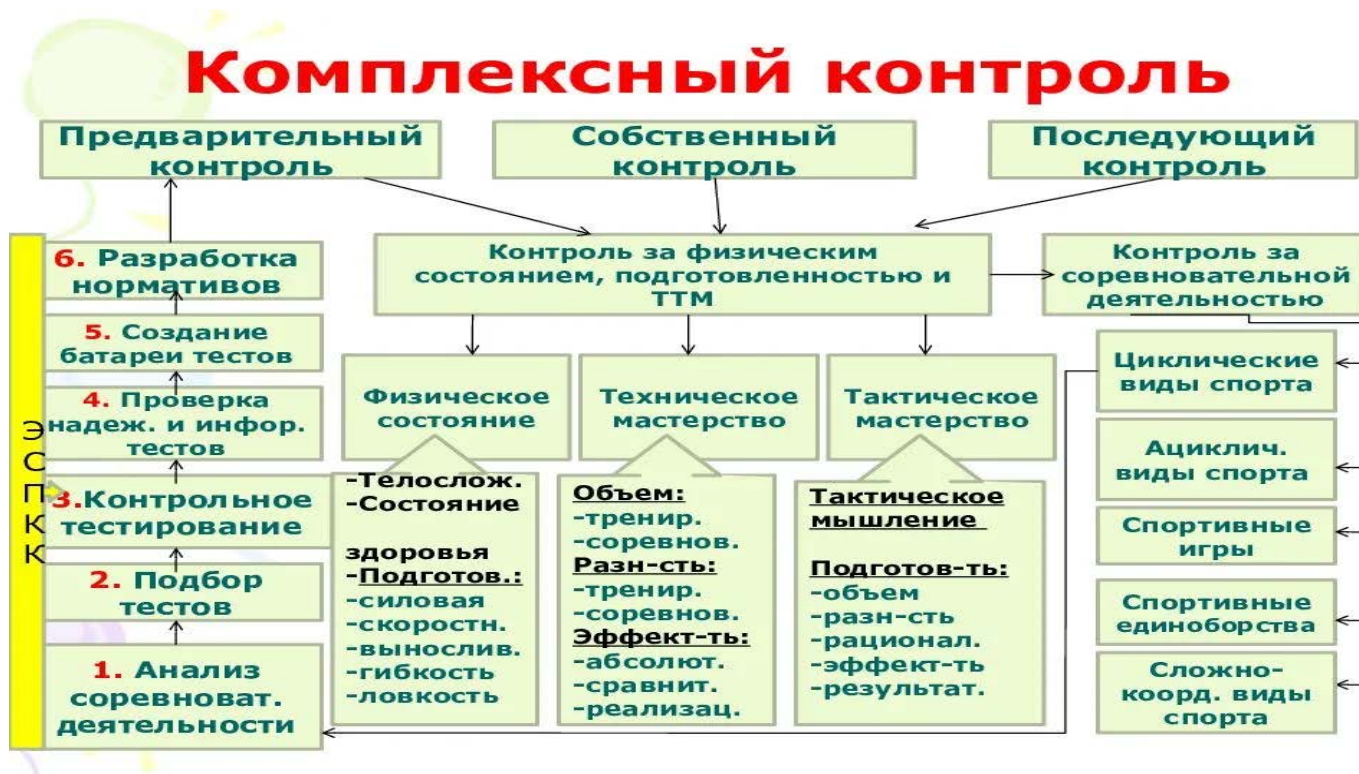 Комплексный контроль
Предварительный
контроль
Собственный
контроль
Последующий
контроль
ЭСПКК
6. Разработка
нормативов
5. Создание
батареи тестов
4. Проверка
надеж. и инфор.
тестов
3.Контрольное
тестирование
2. Подбор
тестов
1. Анализ
соревноват.
деятельности
Контроль за физическим
состоянием, подготовленностью и
ТТМ
Контроль за
соревновательной
деятельностью
Физическое
состояние
Техническое
мастерство
Тактическое
мастерство
-Телослож.
-Состояние
здоровья
-Подготов.:
-силовая
-скоростн.
-вынослив.
-гибкость
-ловкость
Объем:
-тренир.
-соревнов.
Разн-сть:
-тренир.
-соревнов.
Эффект-ть:
-абсолют.
-сравнит.
-реализац.
Тактическое
мышление
Подготов-ть:
-объем
-разн-сть
-рационал.
-эффект-ть
-результат.
Циклические
виды спорта
Ациклич.
виды спорта
Спортивные
игры
Спортивные
единоборства
Сложно-
коорд. виды
спорта